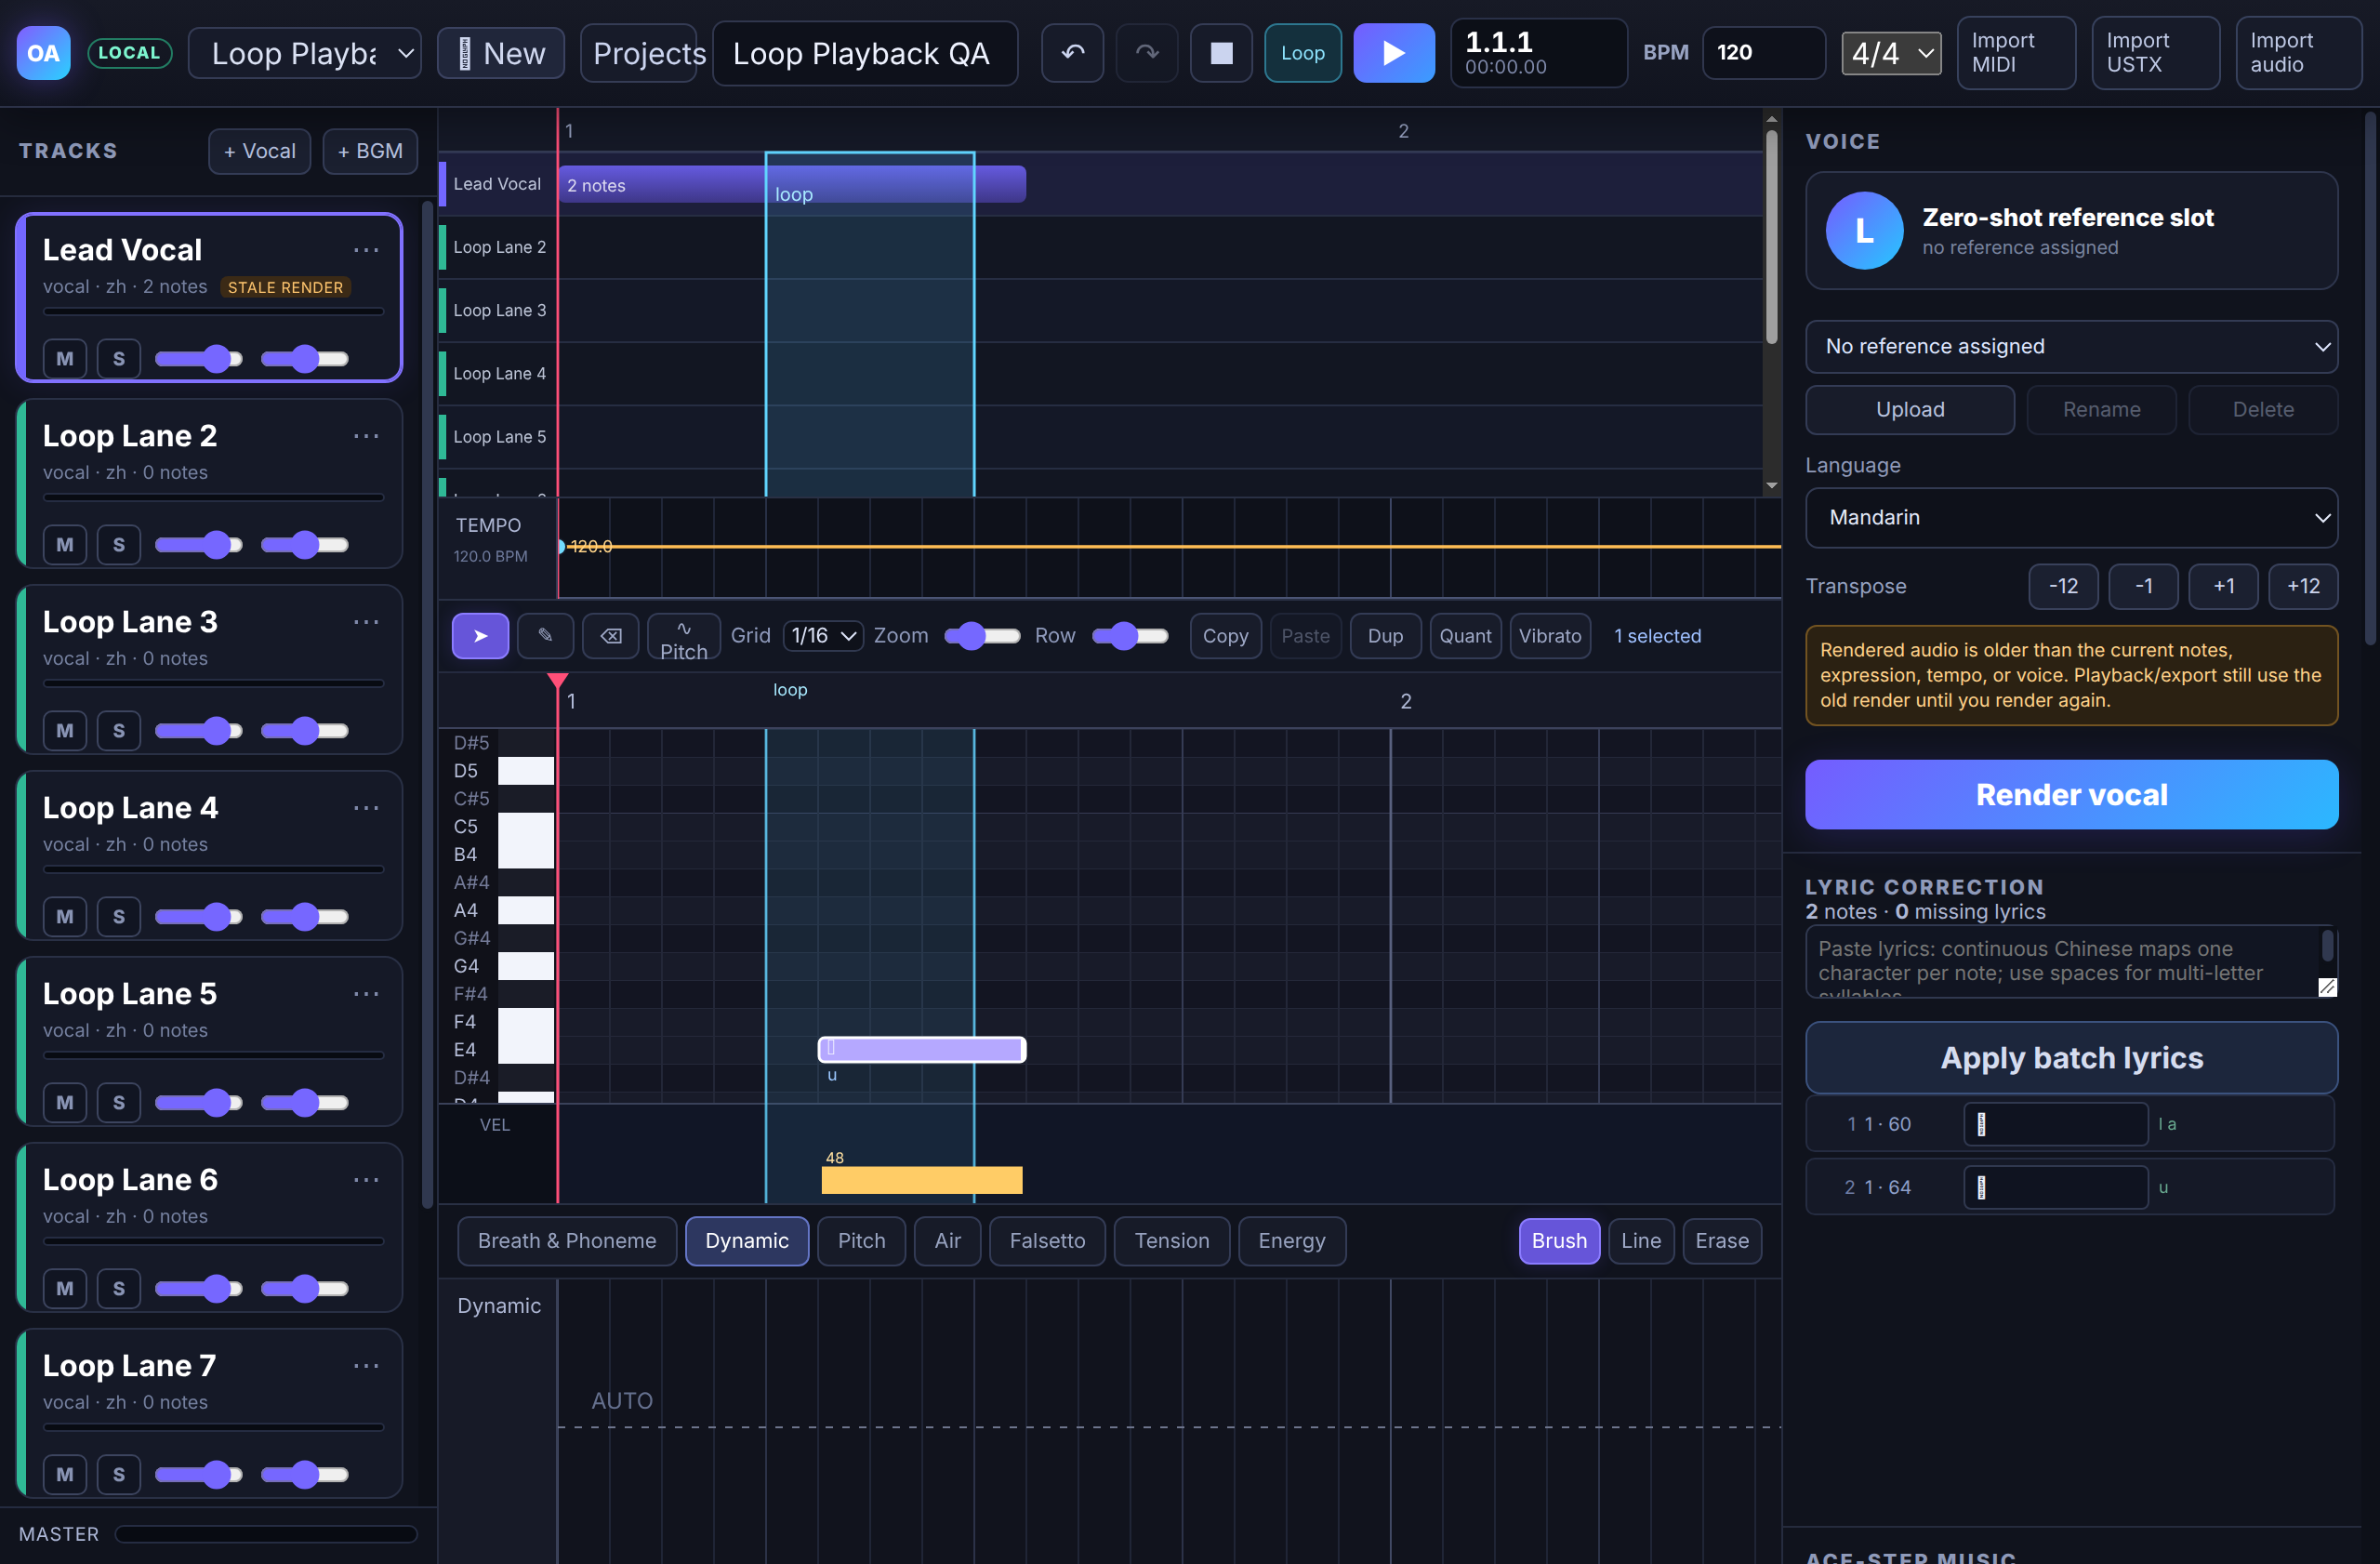 OA
LOCAL
Loop Playba
New
Projects
Loop Playback QA
Loop
1.1.1
00:00.00
BPM
120
4/4
Import MIDI
Import USTX
Import audio
TRACKS
+ Vocal
+ BGM
Lead Vocal
vocal · zh · 2 notes
STALE RENDER
M
S
Loop Lane 2
vocal · zh · 0 notes
M
S
Loop Lane 3
vocal · zh · 0 notes
M
S
Loop Lane 4
vocal · zh · 0 notes
M
S
Loop Lane 5
vocal · zh · 0 notes
M
S
Loop Lane 6
vocal · zh · 0 notes
M
S
Loop Lane 7
vocal · zh · 0 notes
M
S
MASTER
1
2
Lead Vocal
2 notes
loop
Loop Lane 2
Loop Lane 3
Loop Lane 4
Loop Lane 5
TEMPO
120.0 BPM
120.0
Pitch
Grid
1/16
Zoom
Row
Copy
Paste
Dup
Quant
Vibrato
1 selected
loop
1
2
D#5
D5
C#5
C5
B4
A#4
A4
G#4
G4
F#4
F4
E4
D#4
D4
u
VEL
48
Breath & Phoneme
Dynamic
Pitch
Air
Falsetto
Tension
Energy
Brush
Line
Erase
Dynamic
AUTO
VOICE
L
Zero-shot reference slot
no reference assigned
No reference assigned
Upload
Rename
Delete
Language
Mandarin
Transpose
-12
-1
+1
+12
Rendered audio is older than the current notes,
expression, tempo, or voice. Playback/export still use the
old render until you render again.
Render vocal
LYRIC CORRECTION
2 notes · 0 missing lyrics
Paste lyrics: continuous Chinese maps one
character per note; use spaces for multi-letter
syllables
Apply batch lyrics
1 1 · 60
l a
2 1 · 64
u
ACE-STEP MUSIC